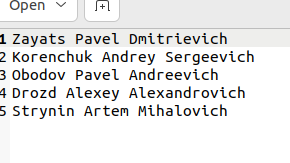 Open
1 Zayats Pavel Dmitrievich
2 Korenchuk Andrey Sergeevich
3 Obodov Pavel Andreevich
4 Drozd Alexey Alexandrovich
5 Strynin Artem Mihalovich